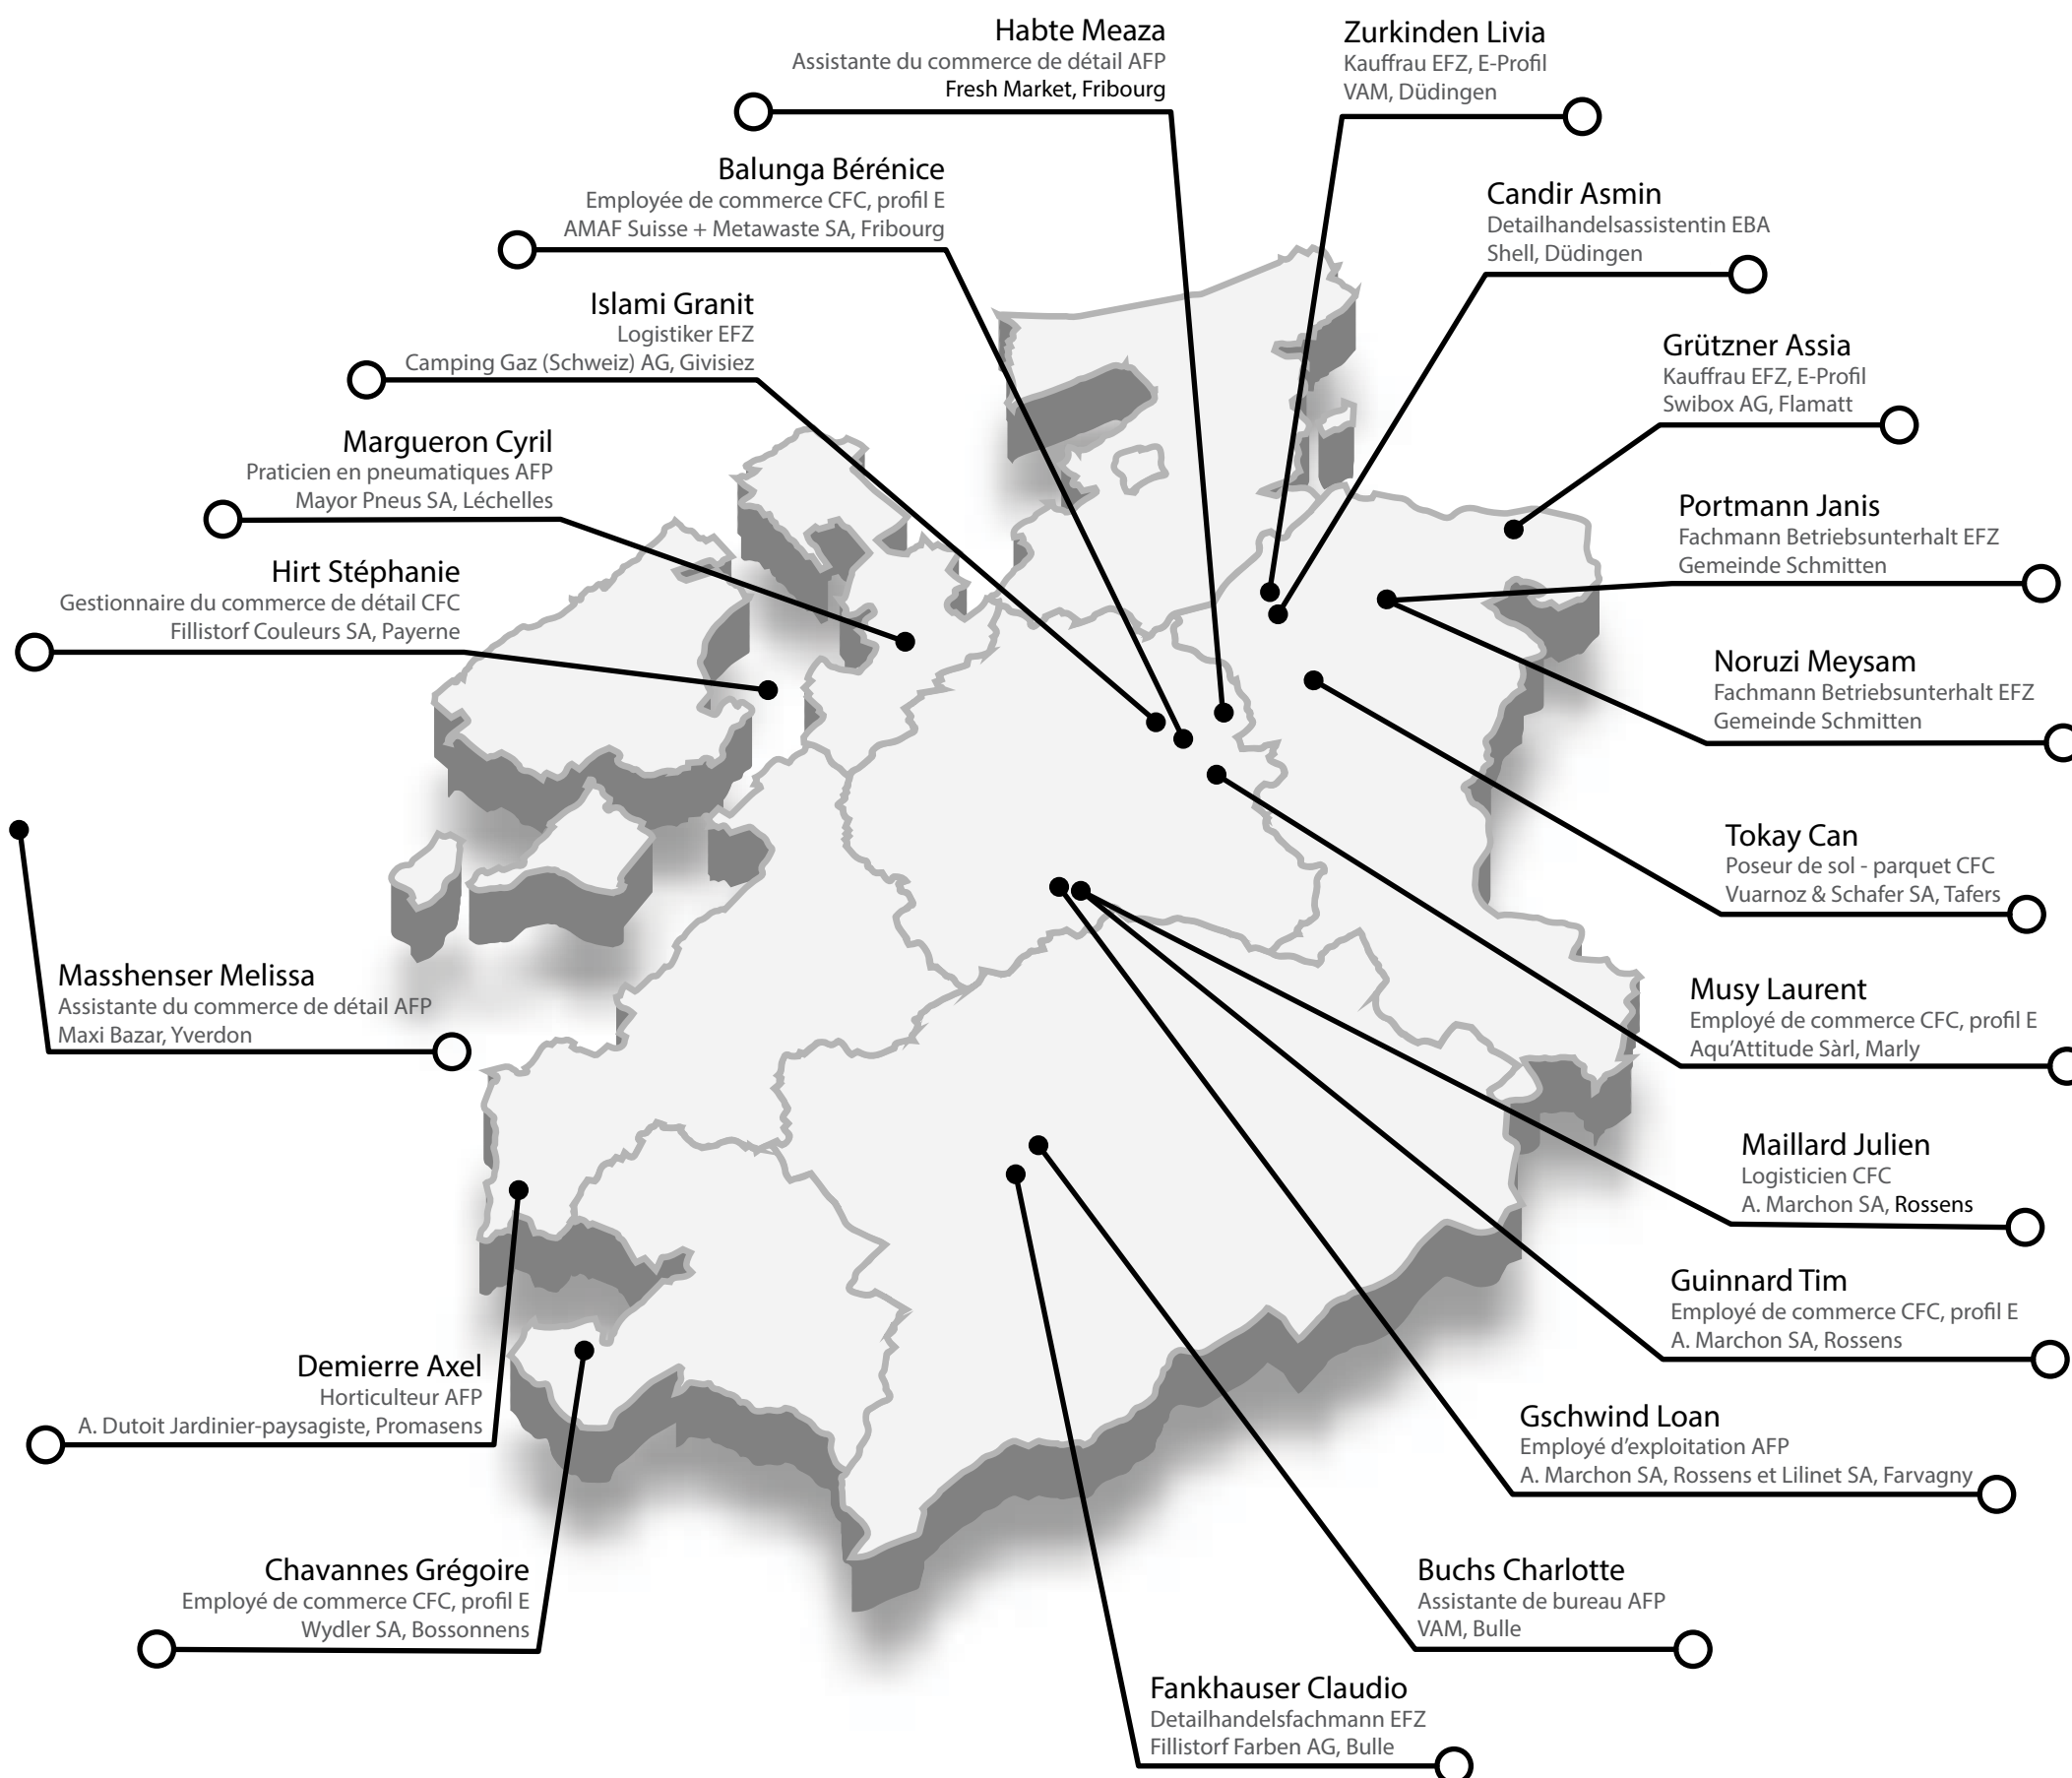 Habte Meaza
Assistante du commerce de détail AFP
Fresh Market, Fribourg
Zurkinden Livia
Kauffrau EFZ, E-Profil
VAM, Düdingen
Balunga Bérénice
Employée de commerce CFC, profil E
AMAF Suisse + Metawaste SA, Fribourg
Candir Asmin
Detailhandelsassistentin EBA
Shell, Düdingen
Islami Granit
Logistiker EFZ
Camping Gaz (Schweiz) AG, Givisiez
Grützner Assia
Kauffrau EFZ, E-Profil
Swibox AG, Flamatt
Margueron Cyril
Praticien en pneumatiques AFP
Mayor Pneus SA, Léchelles
Portmann Janis
Fachmann Betriebsunterhalt EFZ
Gemeinde Schmitten
Hirt Stéphanie
Gestionnaire du commerce de détail CFC
Fillistorf Couleurs SA, Payerne
Noruzi Meysam
Fachmann Betriebsunterhalt EFZ
Gemeinde Schmitten
Tokay Can
Poseur de sol - parquet CFC
Vuarnoz & Schafer SA, Tafers
Masshenser Melissa
Assistante du commerce de détail AFP
Maxi Bazar, Yverdon
Musy Laurent
Employé de commerce CFC, profil E
Aqu'Attitude Sàrl, Marly
Maillard Julien
Logisticien CFC
A. Marchon SA, Rossens
Guinnard Tim
Employé de commerce CFC, profil E
A. Marchon SA, Rossens
Demierre Axel
Horticulteur AFP
A. Dutoit Jardinier-paysagiste, Promasens
Gschwind Loan
Employé d'exploitation AFP
A. Marchon SA, Rossens et Lilinet SA, Farvagny
Chavannes Grégoire
Employé de commerce CFC, profil E
Wydler SA, Bossonnens
Buchs Charlotte
Assistante de bureau AFP
VAM, Bulle
Fankhauser Claudio
Detailhandelsfachmann EFZ
Fillistorf Farben AG, Bulle